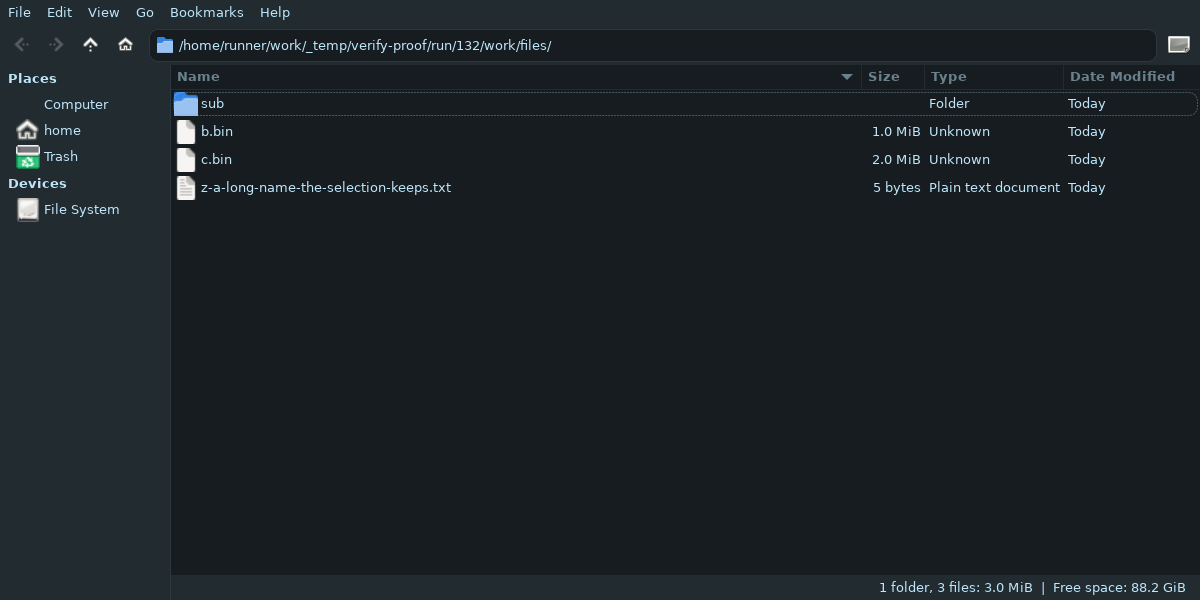 File Edit View Go Bookmarks Help
/home/runner/work/_temp/verify-proof/run/132/work/files/
Places
Computer
home
Trash
Devices
File System
Name Size Type Date Modified
sub Folder Today
b.bin 1.0 MiB Unknown Today
c.bin 2.0 MiB Unknown Today
z-a-long-name-the-selection-keeps.txt 5 bytes Plain text document Today
1 folder, 3 files: 3.0 MiB | Free space: 88.2 GiB